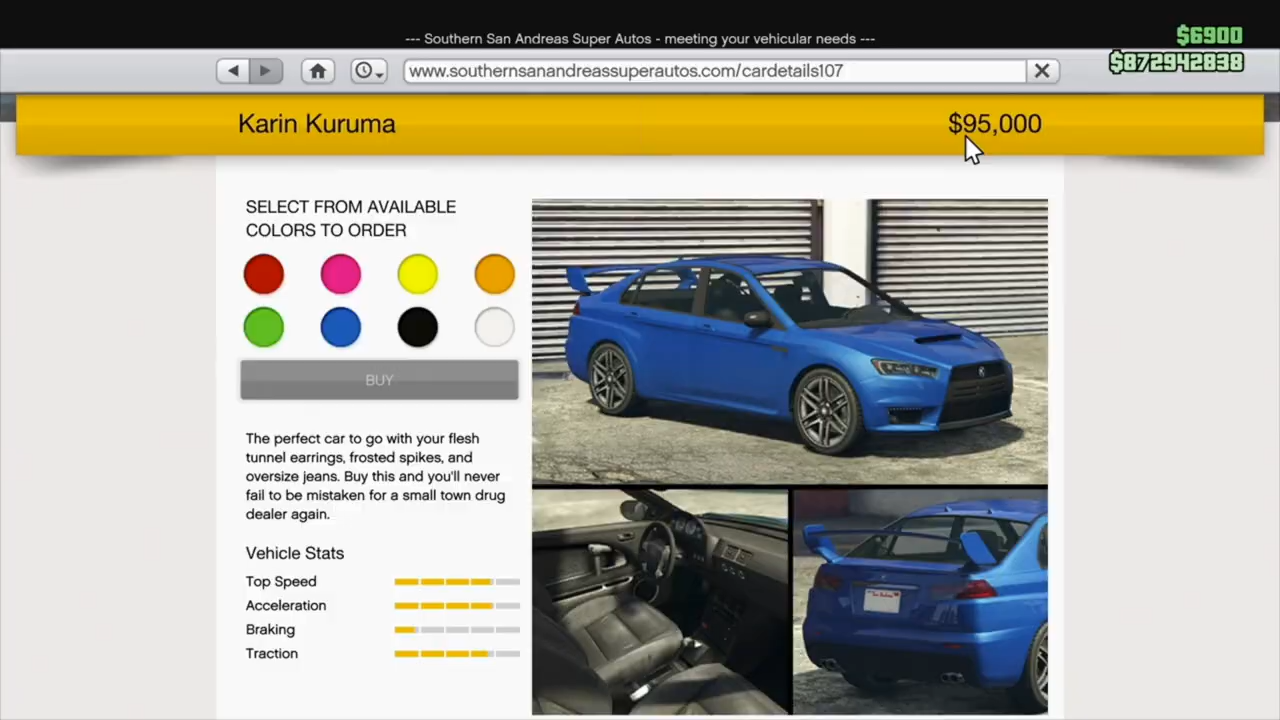 --- Southern San Andreas Super Autos - meeting your vehicular needs ---
$6900
$872942838
www.southernsanandreassuperautos.com/cardetails107
Karin Kuruma
$95,000
SELECT FROM AVAILABLE
COLORS TO ORDER
BUY
The perfect car to go with your flesh
tunnel earrings, frosted spikes, and
oversize jeans. Buy this and you'll never
fail to be mistaken for a small town drug
dealer again.
Vehicle Stats
Top Speed
Acceleration
Braking
Traction